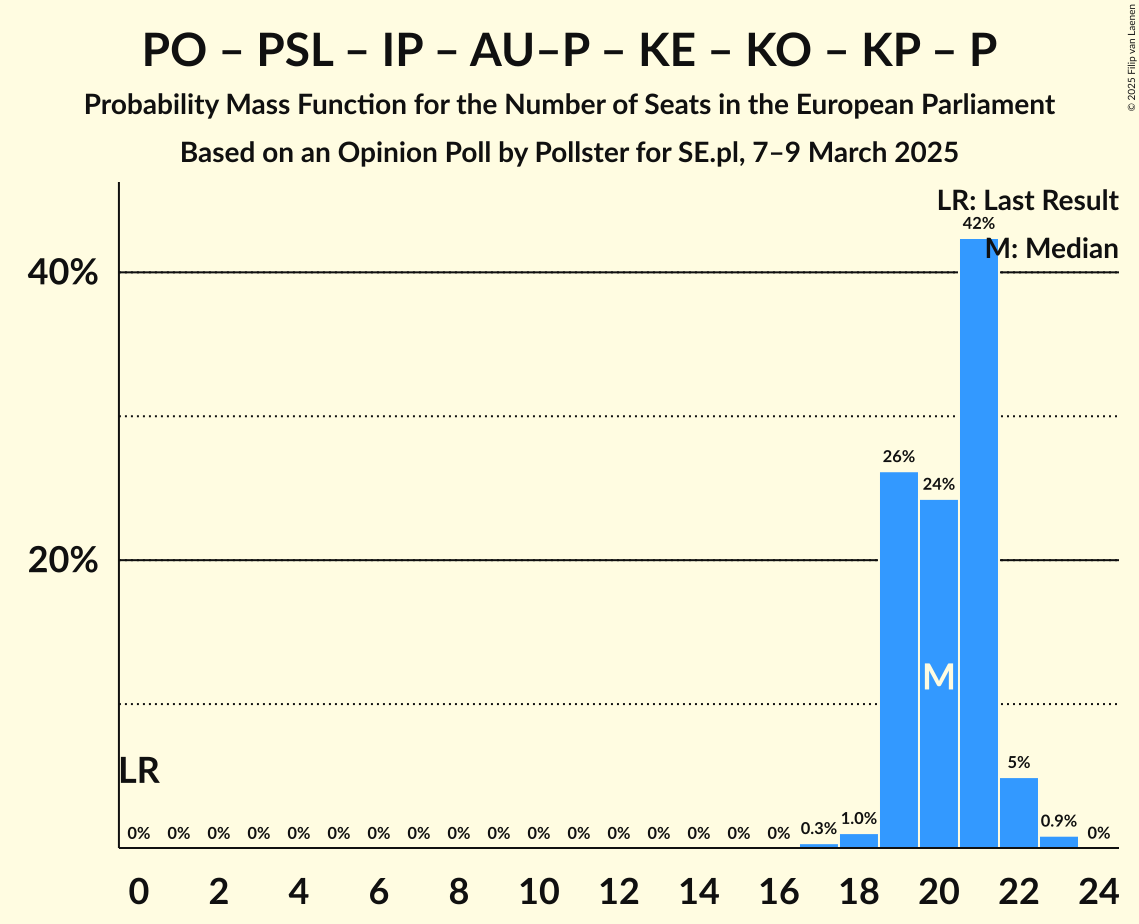 PO – PSL – IP – AU–P – KE – KO – KP – P
Probability Mass Function for the Number of Seats in the European Parliament
Based on an Opinion Poll by Pollster for SE.pl, 7–9 March 2025
© 2025 Filip van Laenen
LR: Last Result
42%
M: Median
40%
26%
24%
20%
M
LR
5%
0% 0% 0% 0% 0% 0% 0% 0% 0% 0% 0% 0% 0% 0% 0% 0% 0% 0.3% 1.0% 0.9% 0%
0 2 4 6 8 10 12 14 16 18 20 22 24